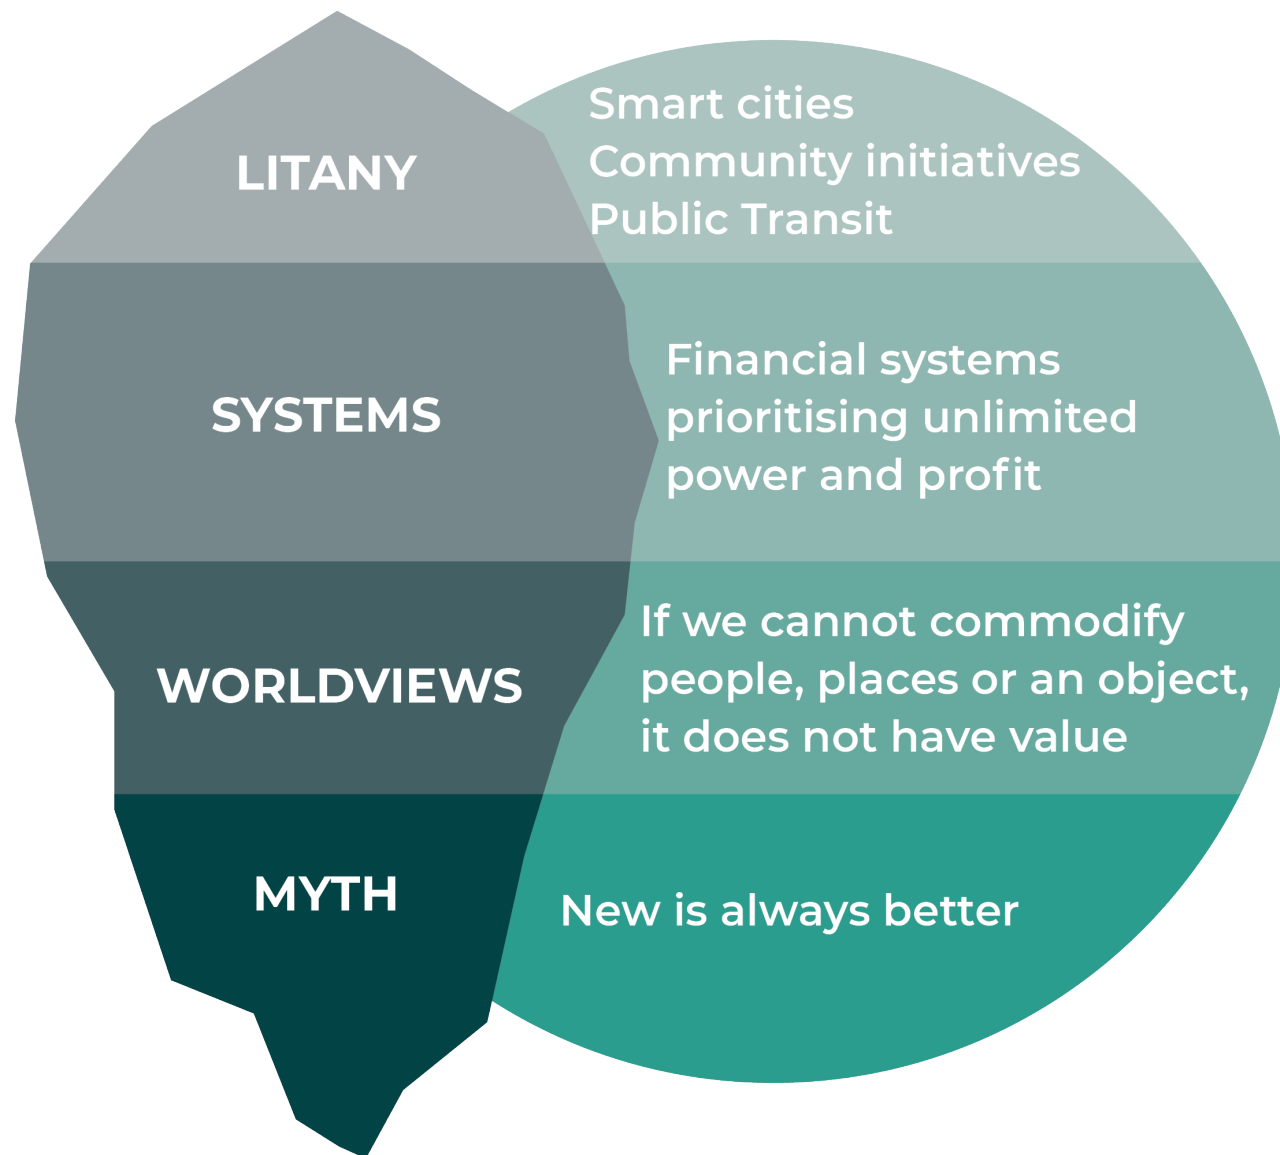 LITANY
Smart cities
Community initiatives
Public Transit
SYSTEMS
Financial systems
prioritising unlimited
power and profit
WORLDVIEWS
If we cannot commodify
people, places or an object,
it does not have value
MYTH
New is always better